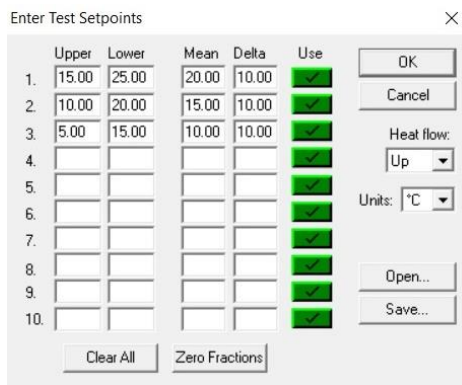 Enter Test Setpoints
Upper Lower Mean Delta Use
1. 15.00 25.00 20.00 10.00
2. 10.00 20.00 15.00 10.00
3. 5.00 15.00 10.00 10.00
4.
5.
6.
7.
8.
9.
10.
OK
Cancel
Heat flow:
Up
Units: °C
Open...
Save...
Clear All Zero Fractions